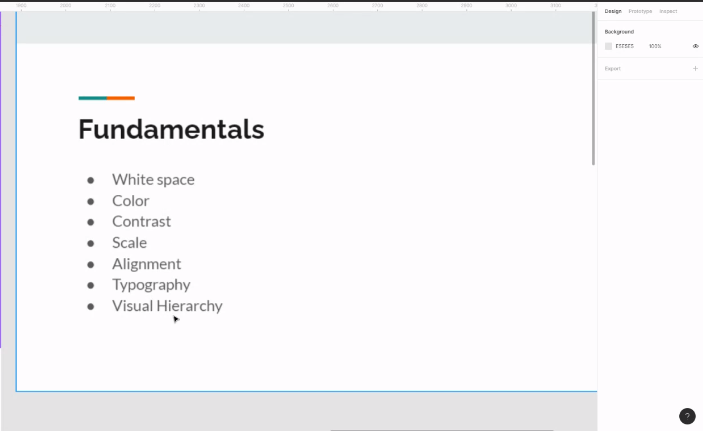 Design Prototype Inspect
Background
E5E5E5 100%
Export
Fundamentals
White space
Color
Contrast
Scale
Alignment
Typography
Visual Hierarchy
?